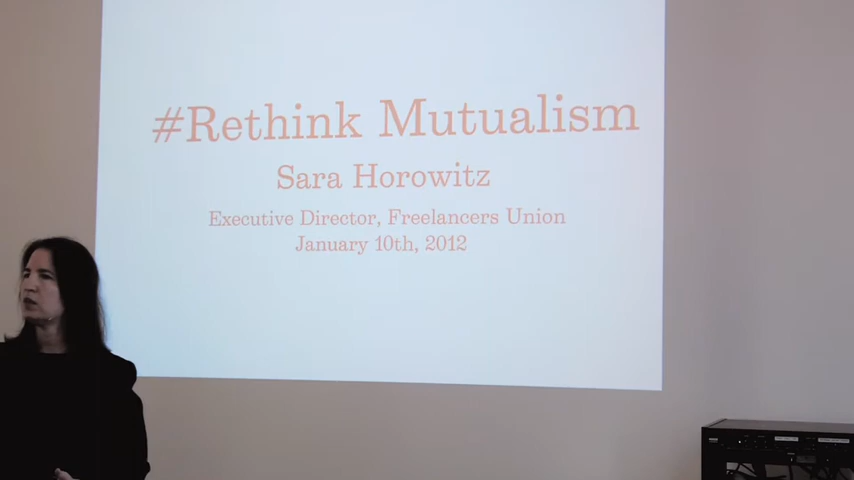 #Rethink Mutualism
Sara Horowitz
Executive Director, Freelancers Union
January 10th, 2012